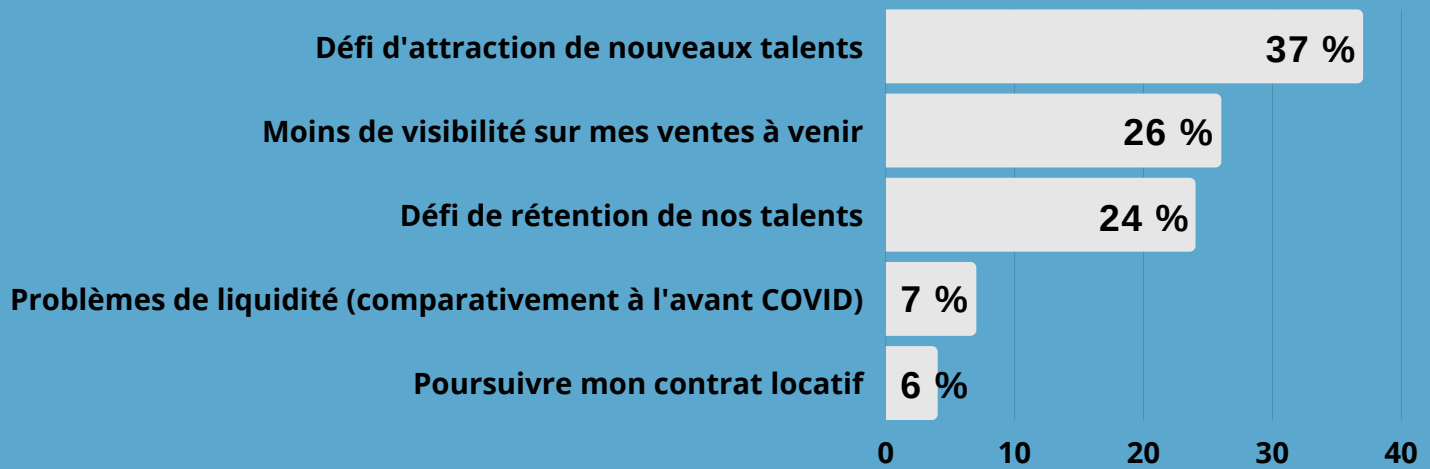 Défi d'attraction de nouveaux talents 37 %
Moins de visibilité sur mes ventes à venir 26 %
Défi de rétention de nos talents 24 %
Problèmes de liquidité (comparativement à l'avant COVID) 7 %
Poursuivre mon contrat locatif 6 %
0 10 20 30 40